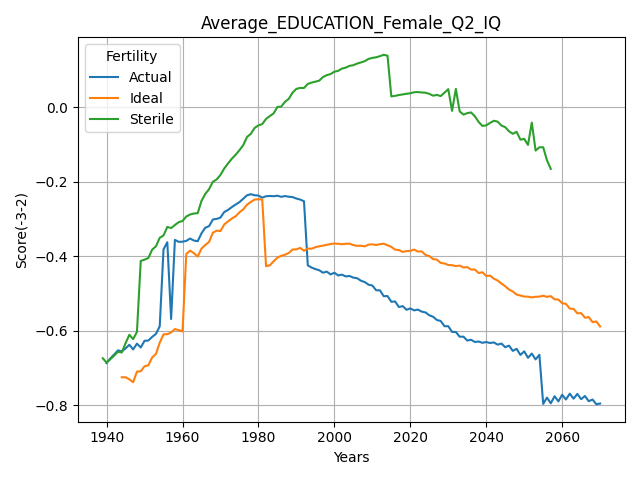 Average_EDUCATION_Female_Q2_IQ
Fertility
Actual
Ideal
Sterile
Score(-3-2)
0.0
−0.2
−0.4
−0.6
−0.8
1940
1960
1980
2000
2020
2040
2060
Years